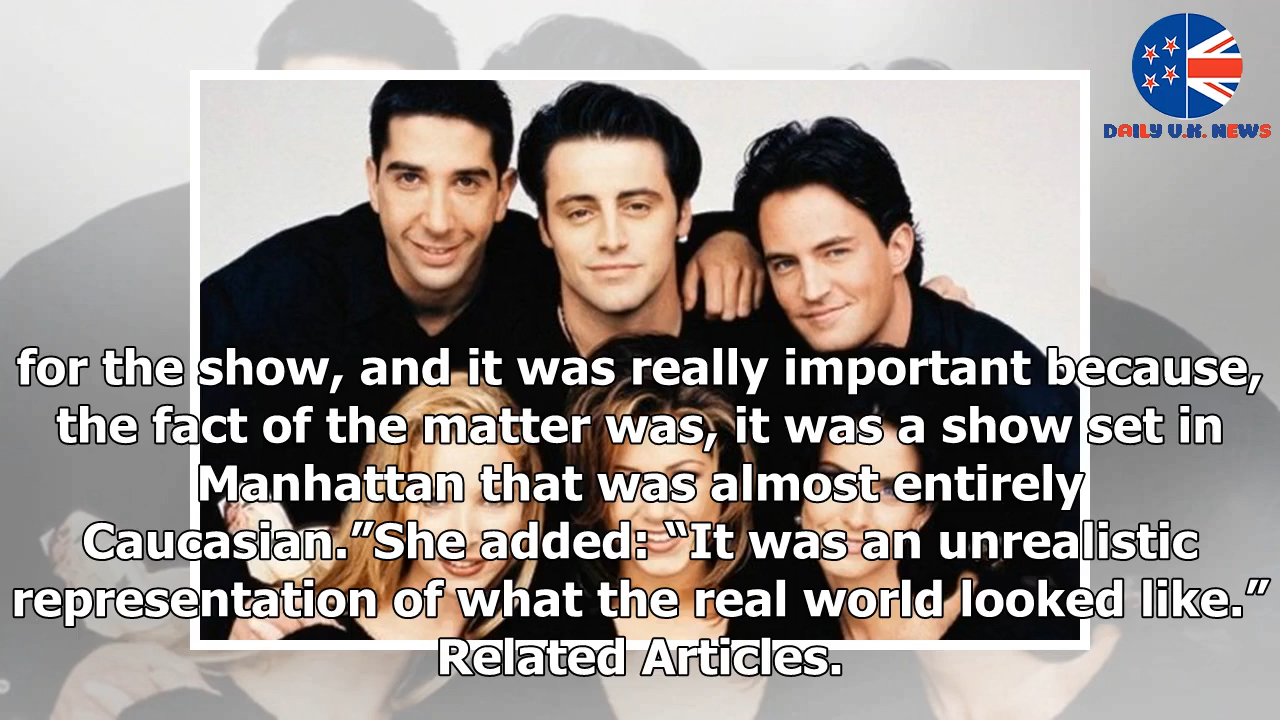 DAILY U.K. NEWS
for the show, and it was really important because,
the fact of the matter was, it was a show set in
Manhattan that was almost entirely
Caucasian.”She added: “It was an unrealistic
representation of what the real world looked like.”
Related Articles.